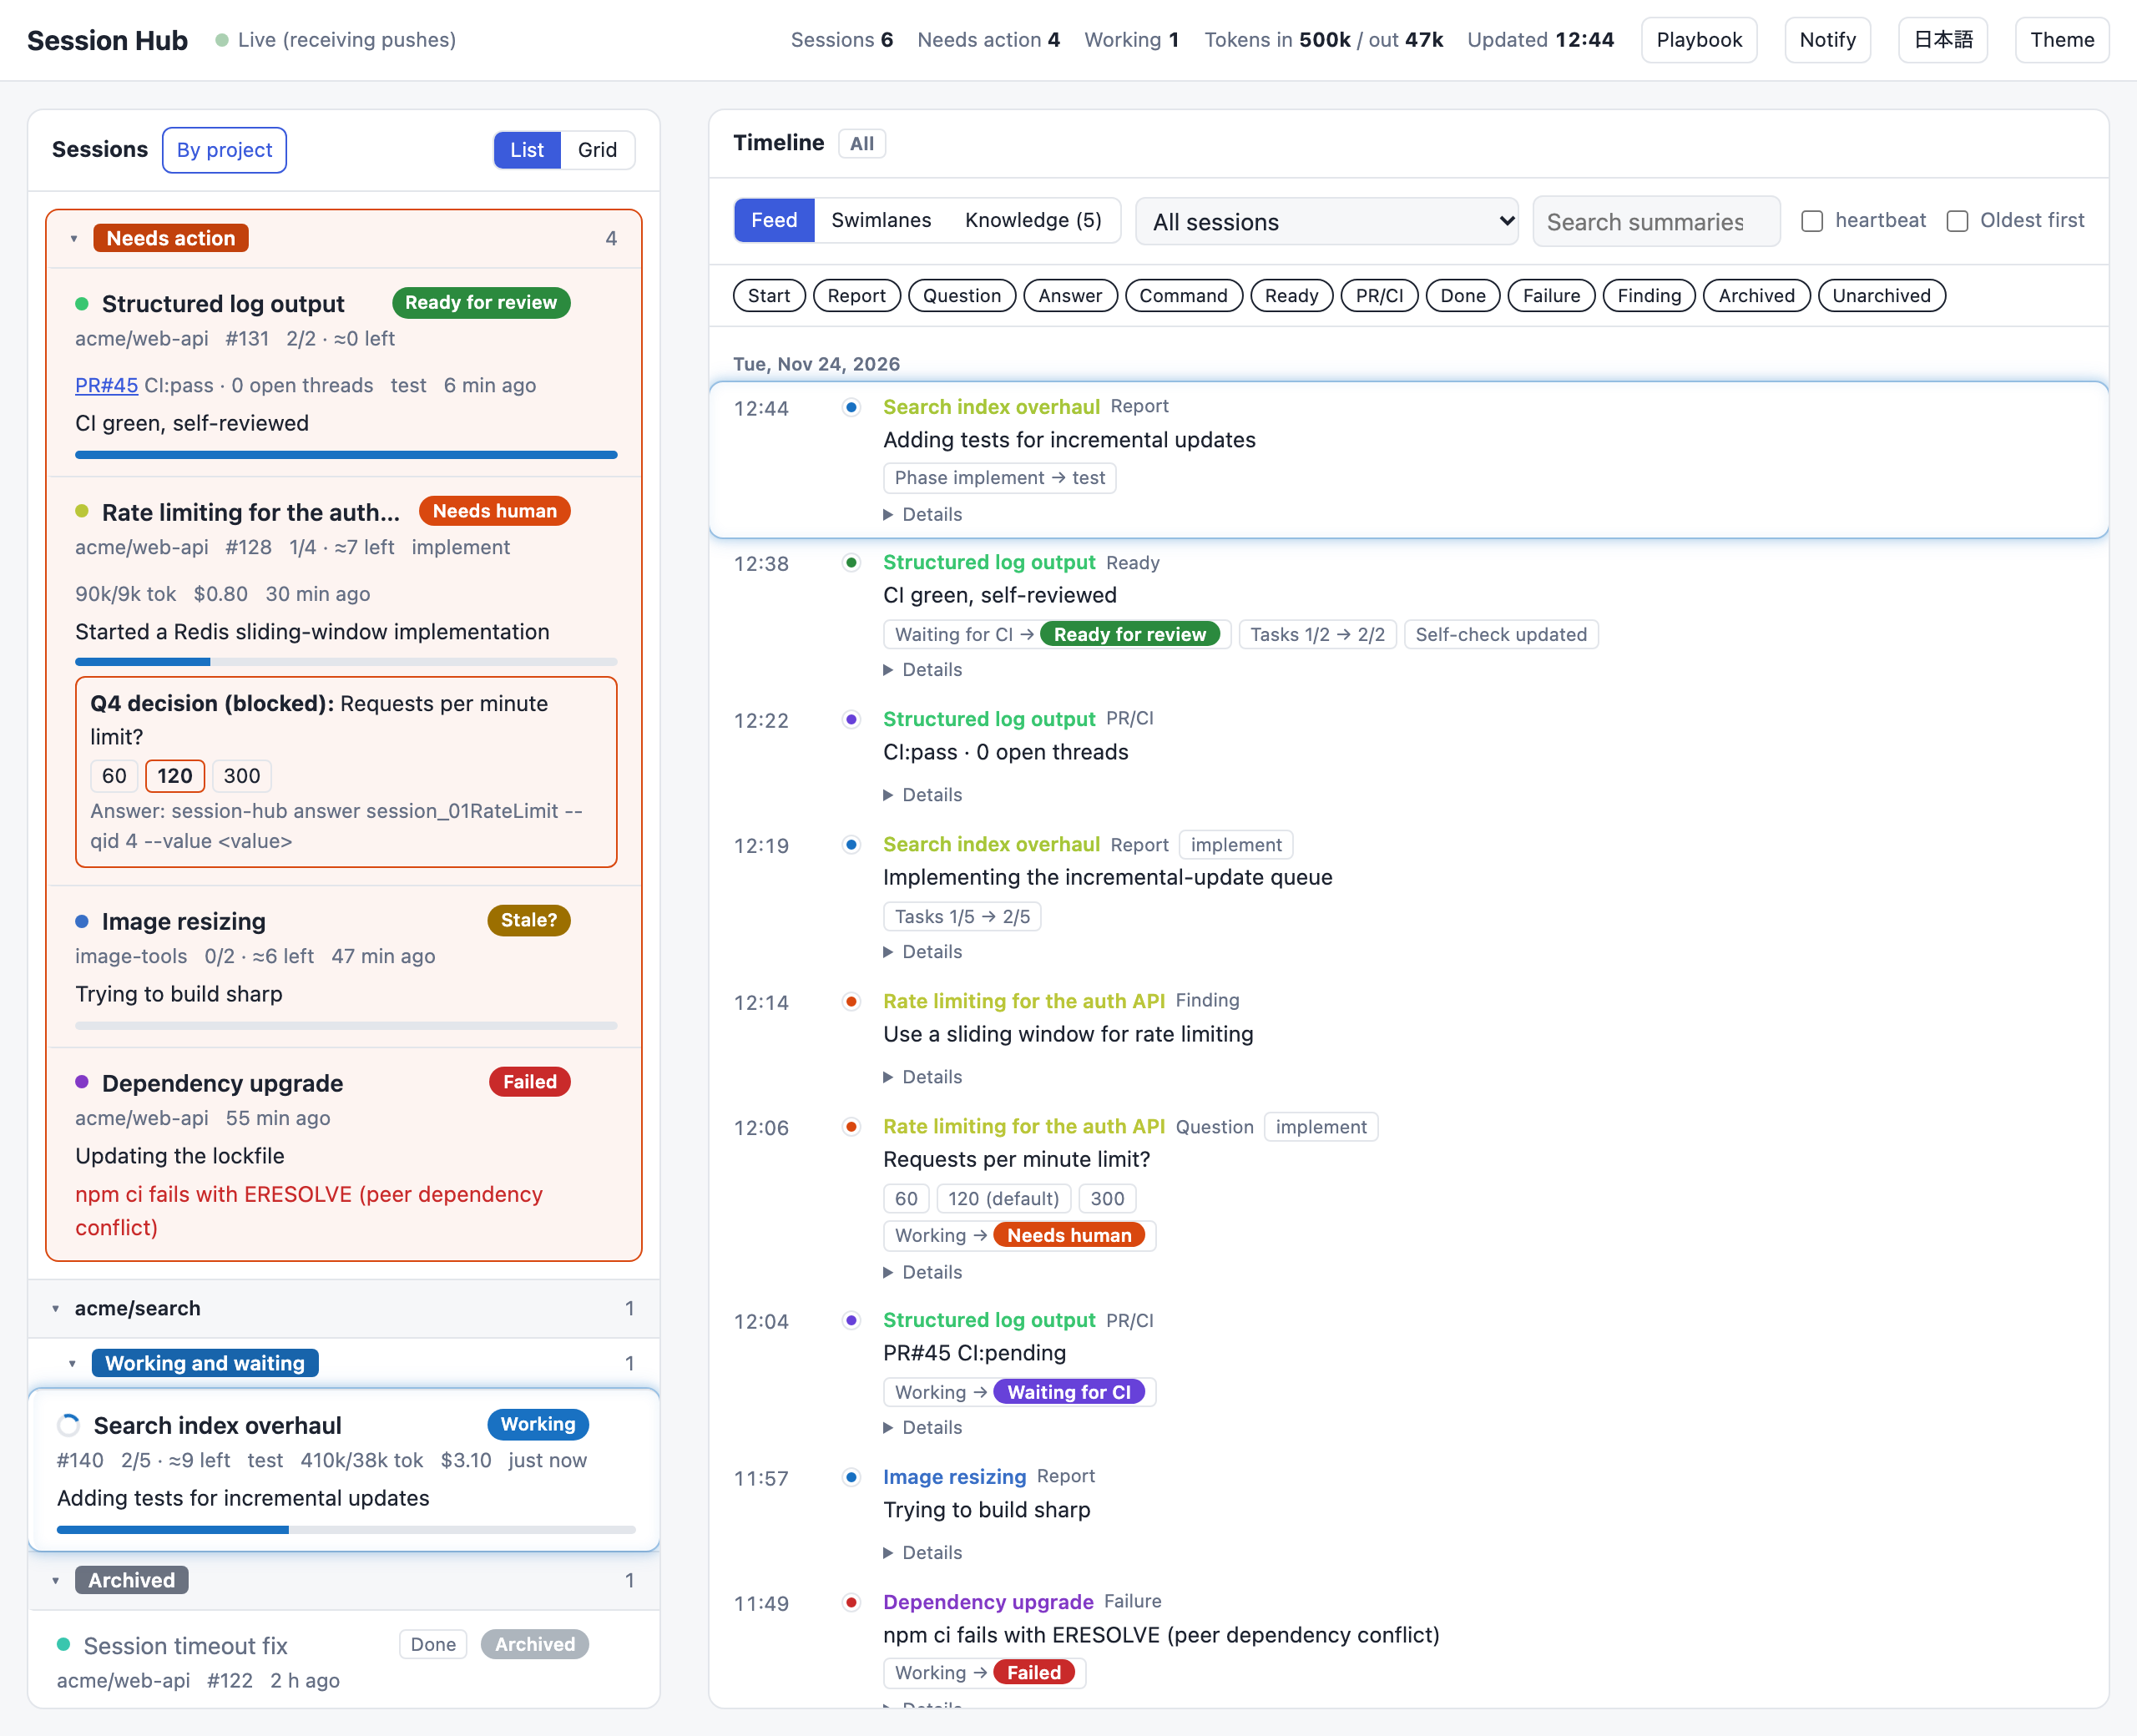 Session Hub
Live (receiving pushes)
Sessions 6 Needs action 4 Working 1 Tokens in 500k / out 47k Updated 12:44
Playbook
Notify
日本語
Theme
Sessions
By project
List
Grid
Needs action
4
Structured log output
Ready for review
acme/web-api #131 2/2 · ≈0 left
PR#45 CI:pass · 0 open threads test 6 min ago
CI green, self-reviewed
Rate limiting for the auth...
Needs human
acme/web-api #128 1/4 · ≈7 left implement
90k/9k tok $0.80 30 min ago
Started a Redis sliding-window implementation
Q4 decision (blocked): Requests per minute
limit?
60 120 300
Answer: session-hub answer session_01RateLimit --
qid 4 --value <value>
Image resizing
Stale?
image-tools 0/2 · ≈6 left 47 min ago
Trying to build sharp
Dependency upgrade
Failed
acme/web-api 55 min ago
Updating the lockfile
npm ci fails with ERESOLVE (peer dependency
conflict)
acme/search
1
Working and waiting
1
Search index overhaul
Working
#140 2/5 · ≈9 left test 410k/38k tok $3.10 just now
Adding tests for incremental updates
Archived
1
Session timeout fix
Done
Archived
acme/web-api #122 2 h ago
Timeline
All
Feed
Swimlanes
Knowledge (5)
All sessions
Search summaries
heartbeat
Oldest first
Start
Report
Question
Answer
Command
Ready
PR/CI
Done
Failure
Finding
Archived
Unarchived
Tue, Nov 24, 2026
12:44
Search index overhaul Report
Adding tests for incremental updates
Phase implement → test
Details
12:38
Structured log output Ready
CI green, self-reviewed
Waiting for CI → Ready for review
Tasks 1/2 → 2/2
Self-check updated
Details
12:22
Structured log output PR/CI
CI:pass · 0 open threads
Details
12:19
Search index overhaul Report implement
Implementing the incremental-update queue
Tasks 1/5 → 2/5
Details
12:14
Rate limiting for the auth API Finding
Use a sliding window for rate limiting
Details
12:06
Rate limiting for the auth API Question implement
Requests per minute limit?
60 120 (default) 300
Working → Needs human
Details
12:04
Structured log output PR/CI
PR#45 CI:pending
Working → Waiting for CI
Details
11:57
Image resizing Report
Trying to build sharp
Details
11:49
Dependency upgrade Failure
npm ci fails with ERESOLVE (peer dependency conflict)
Working → Failed
Details